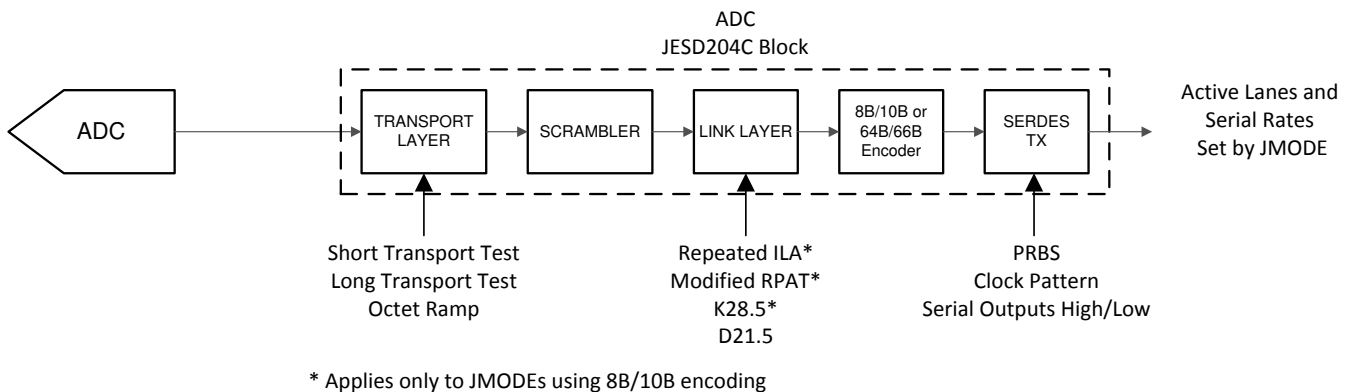 ADC
JESD204C Block
ADC
TRANSPORT
LAYER
SCRAMBLER
LINK LAYER
8B/10B or
64B/66B
Encoder
SERDES
TX
Active Lanes and
Serial Rates
Set by JMODE
Short Transport Test
Long Transport Test
Octet Ramp
Repeated ILA*
Modified RPAT*
K28.5*
D21.5
PRBS
Clock Pattern
Serial Outputs High/Low
* Applies only to JMODEs using 8B/10B encoding